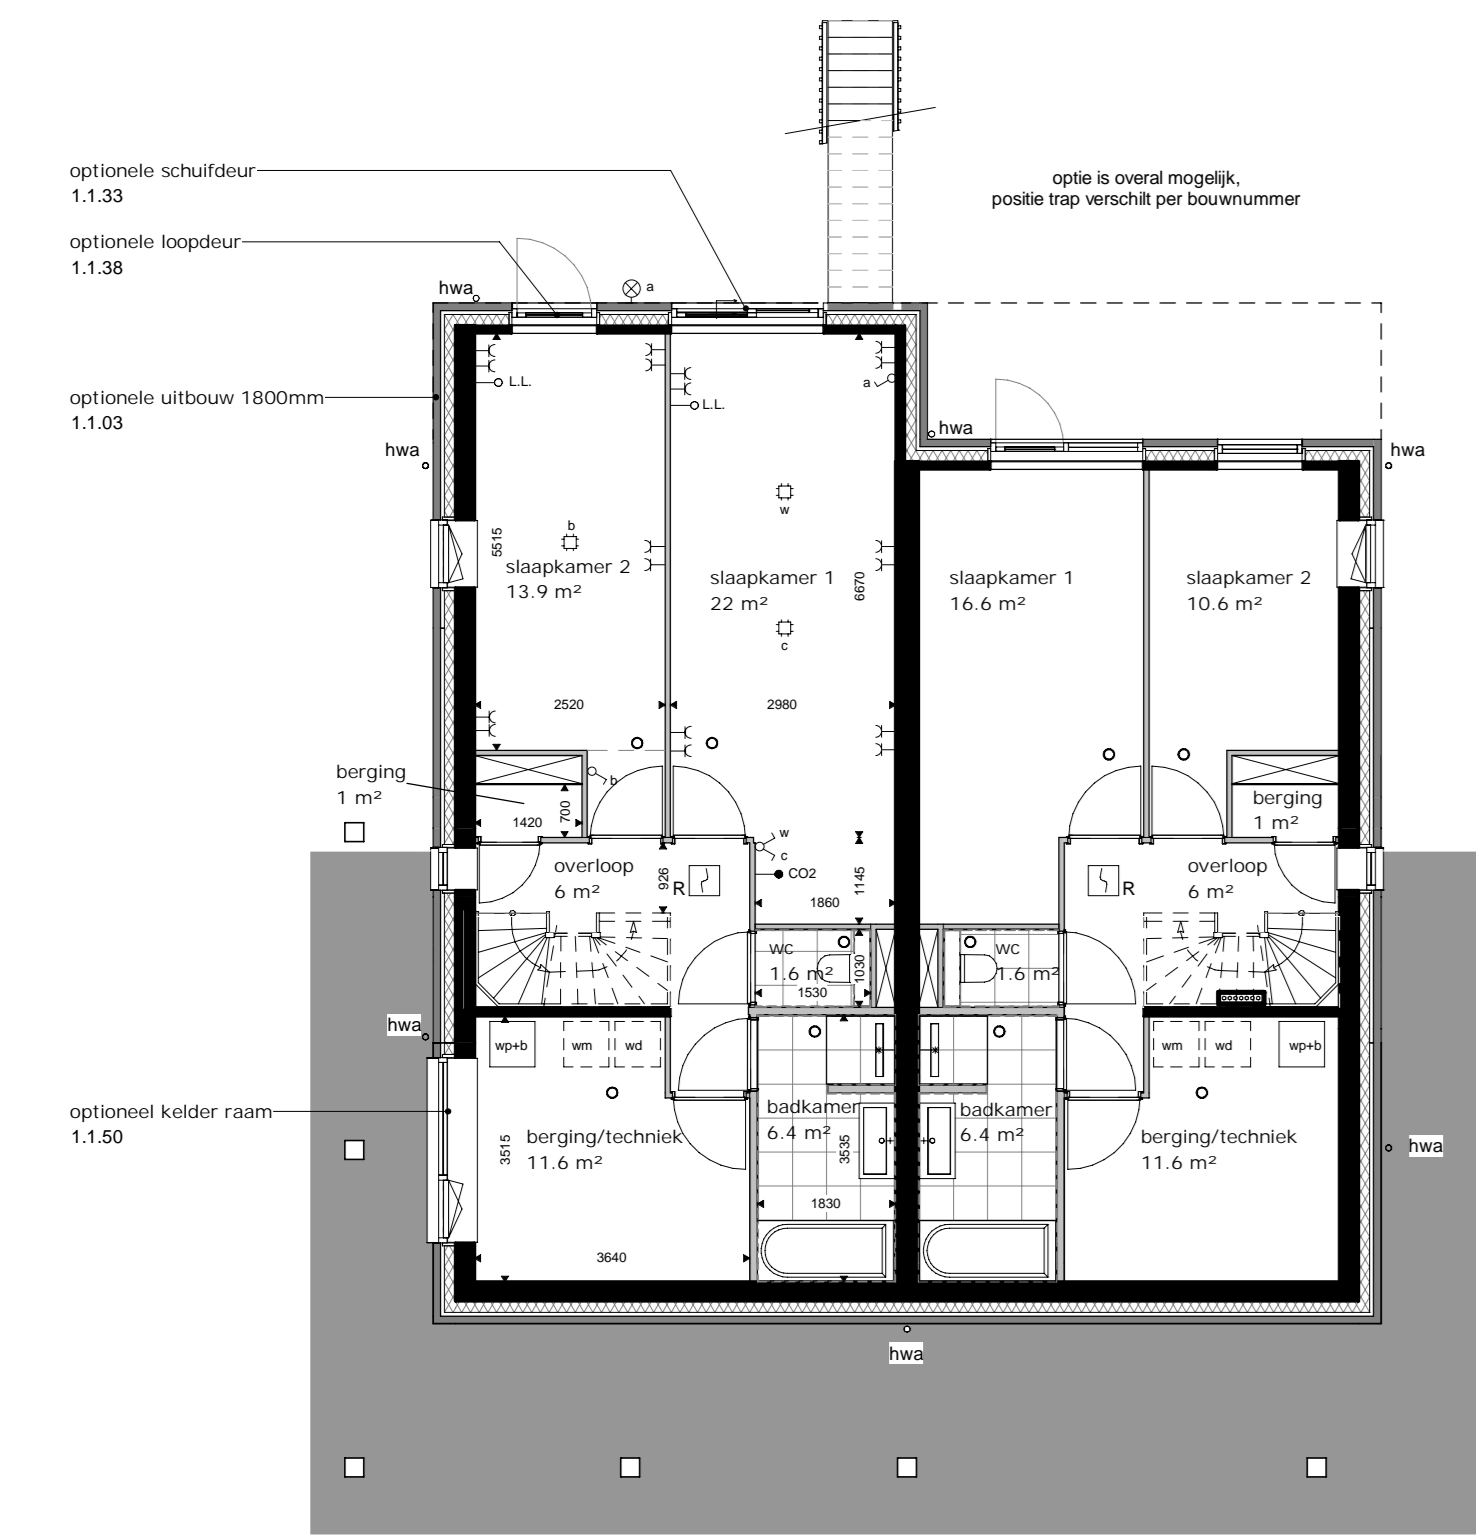 optionele schuifdeur
1.1.33
optie is overal mogelijk,
positie trap verschilt per bouwnummer
optionele loopdeur
1.1.38
hwa
a
L.L.
L.L.
a
optionele uitbouw 1800mm
1.1.03
hwa
hwa
hwa
w
b
5515
slaapkamer 2
13.9 m²
slaapkamer 1
22 m²
6670
slaapkamer 1
16.6 m²
slaapkamer 2
10.6 m²
c
2520
2980
berging
1 m²
b
700
1420
berging
1 m²
w
c
CO2
overloop
6 m²
926
R
1145
1860
R
overloop
6 m²
wc
1.6 m²
1030
1530
wc
1.6 m²
hwa
wp+b
wm
wd
wm
wd
wp+b
optioneel kelder raam
1.1.50
berging/techniek
11.6 m²
3515
badkamer
6.4 m²
3535
badkamer
6.4 m²
berging/techniek
11.6 m²
hwa
1830
3640
hwa